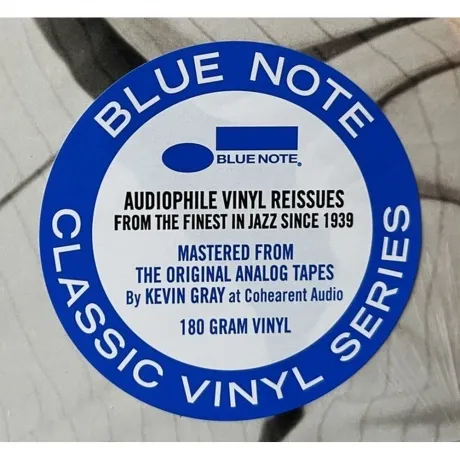 BLUE NOTE
BLUE NOTE®
AUDIOPHILE VINYL REISSUES
FROM THE FINEST IN JAZZ SINCE 1939
MASTERED FROM
THE ORIGINAL ANALOG TAPES
By KEVIN GRAY at Cohearent Audio
180 GRAM VINYL
CLASSIC VINYL SERIES